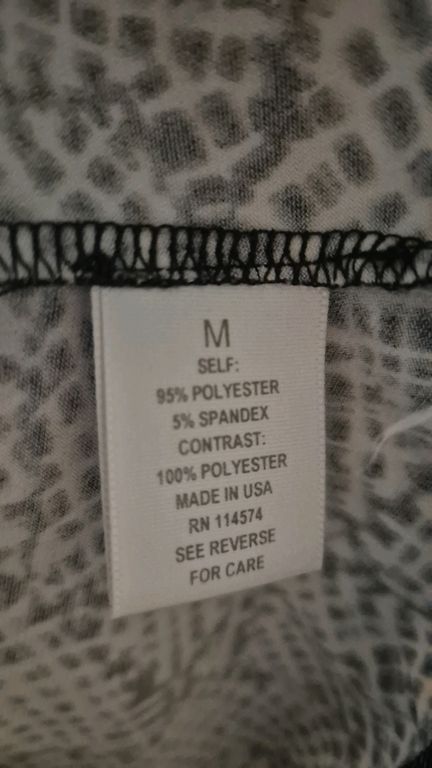 M
SELF:
95% POLYESTER
5% SPANDEX
CONTRAST:
100% POLYESTER
MADE IN USA
RN 114574
SEE REVERSE
FOR CARE